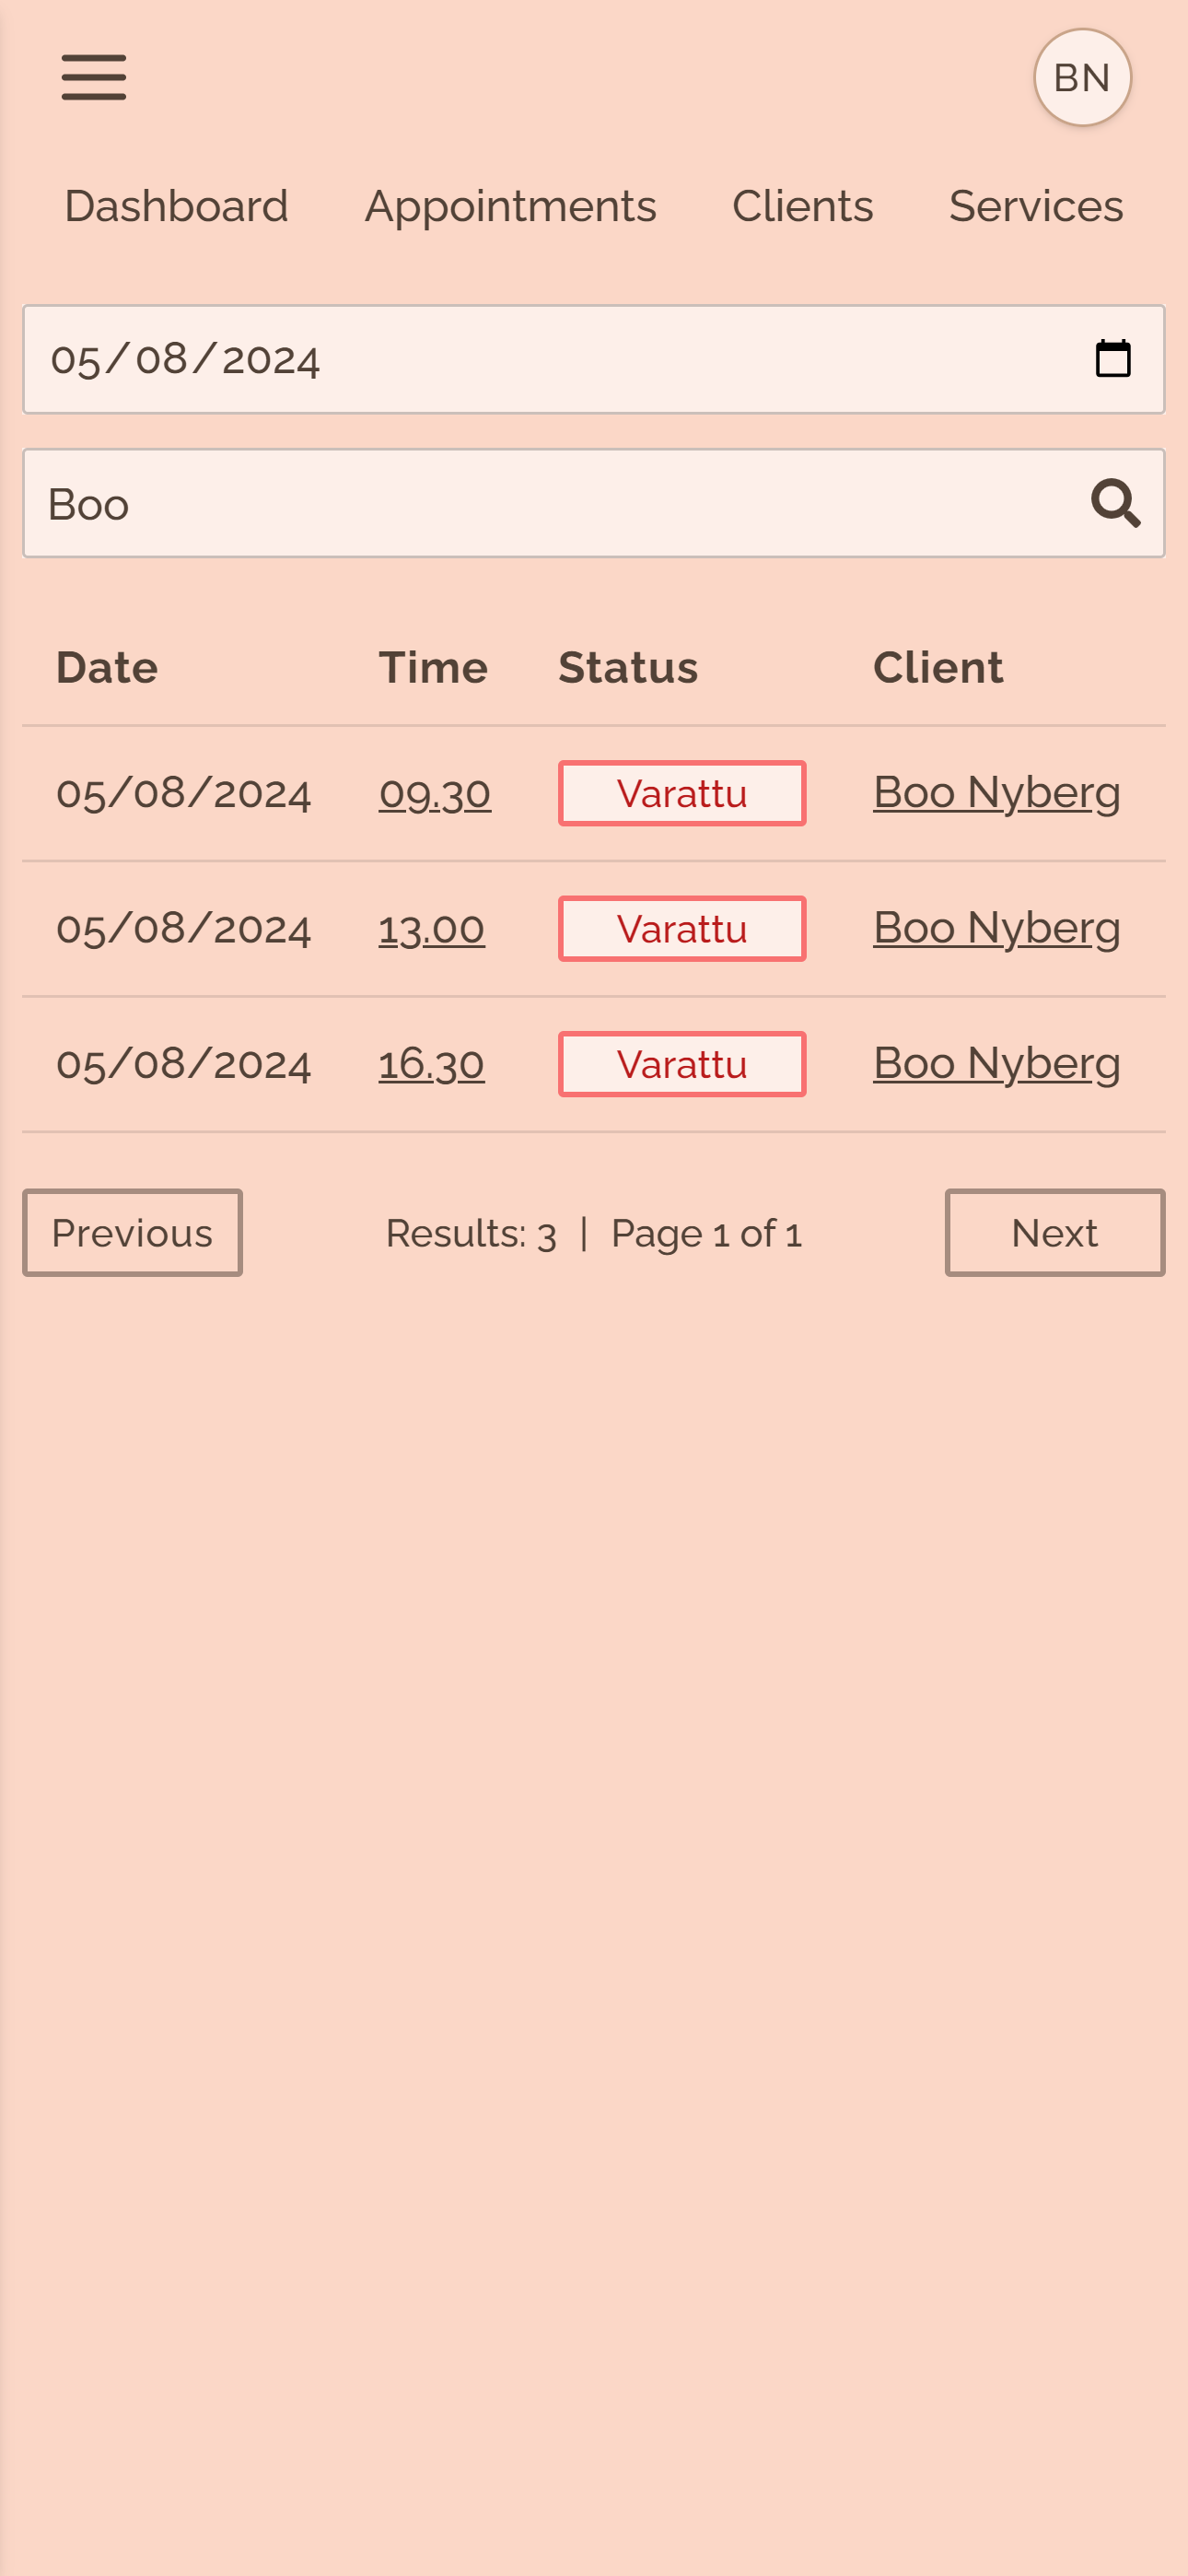 BN
Dashboard Appointments Clients Services
05/08/2024
Boo
Date Time Status Client
05/08/2024 09.30 Varattu Boo Nyberg
05/08/2024 13.00 Varattu Boo Nyberg
05/08/2024 16.30 Varattu Boo Nyberg
Previous Results: 3 | Page 1 of 1 Next